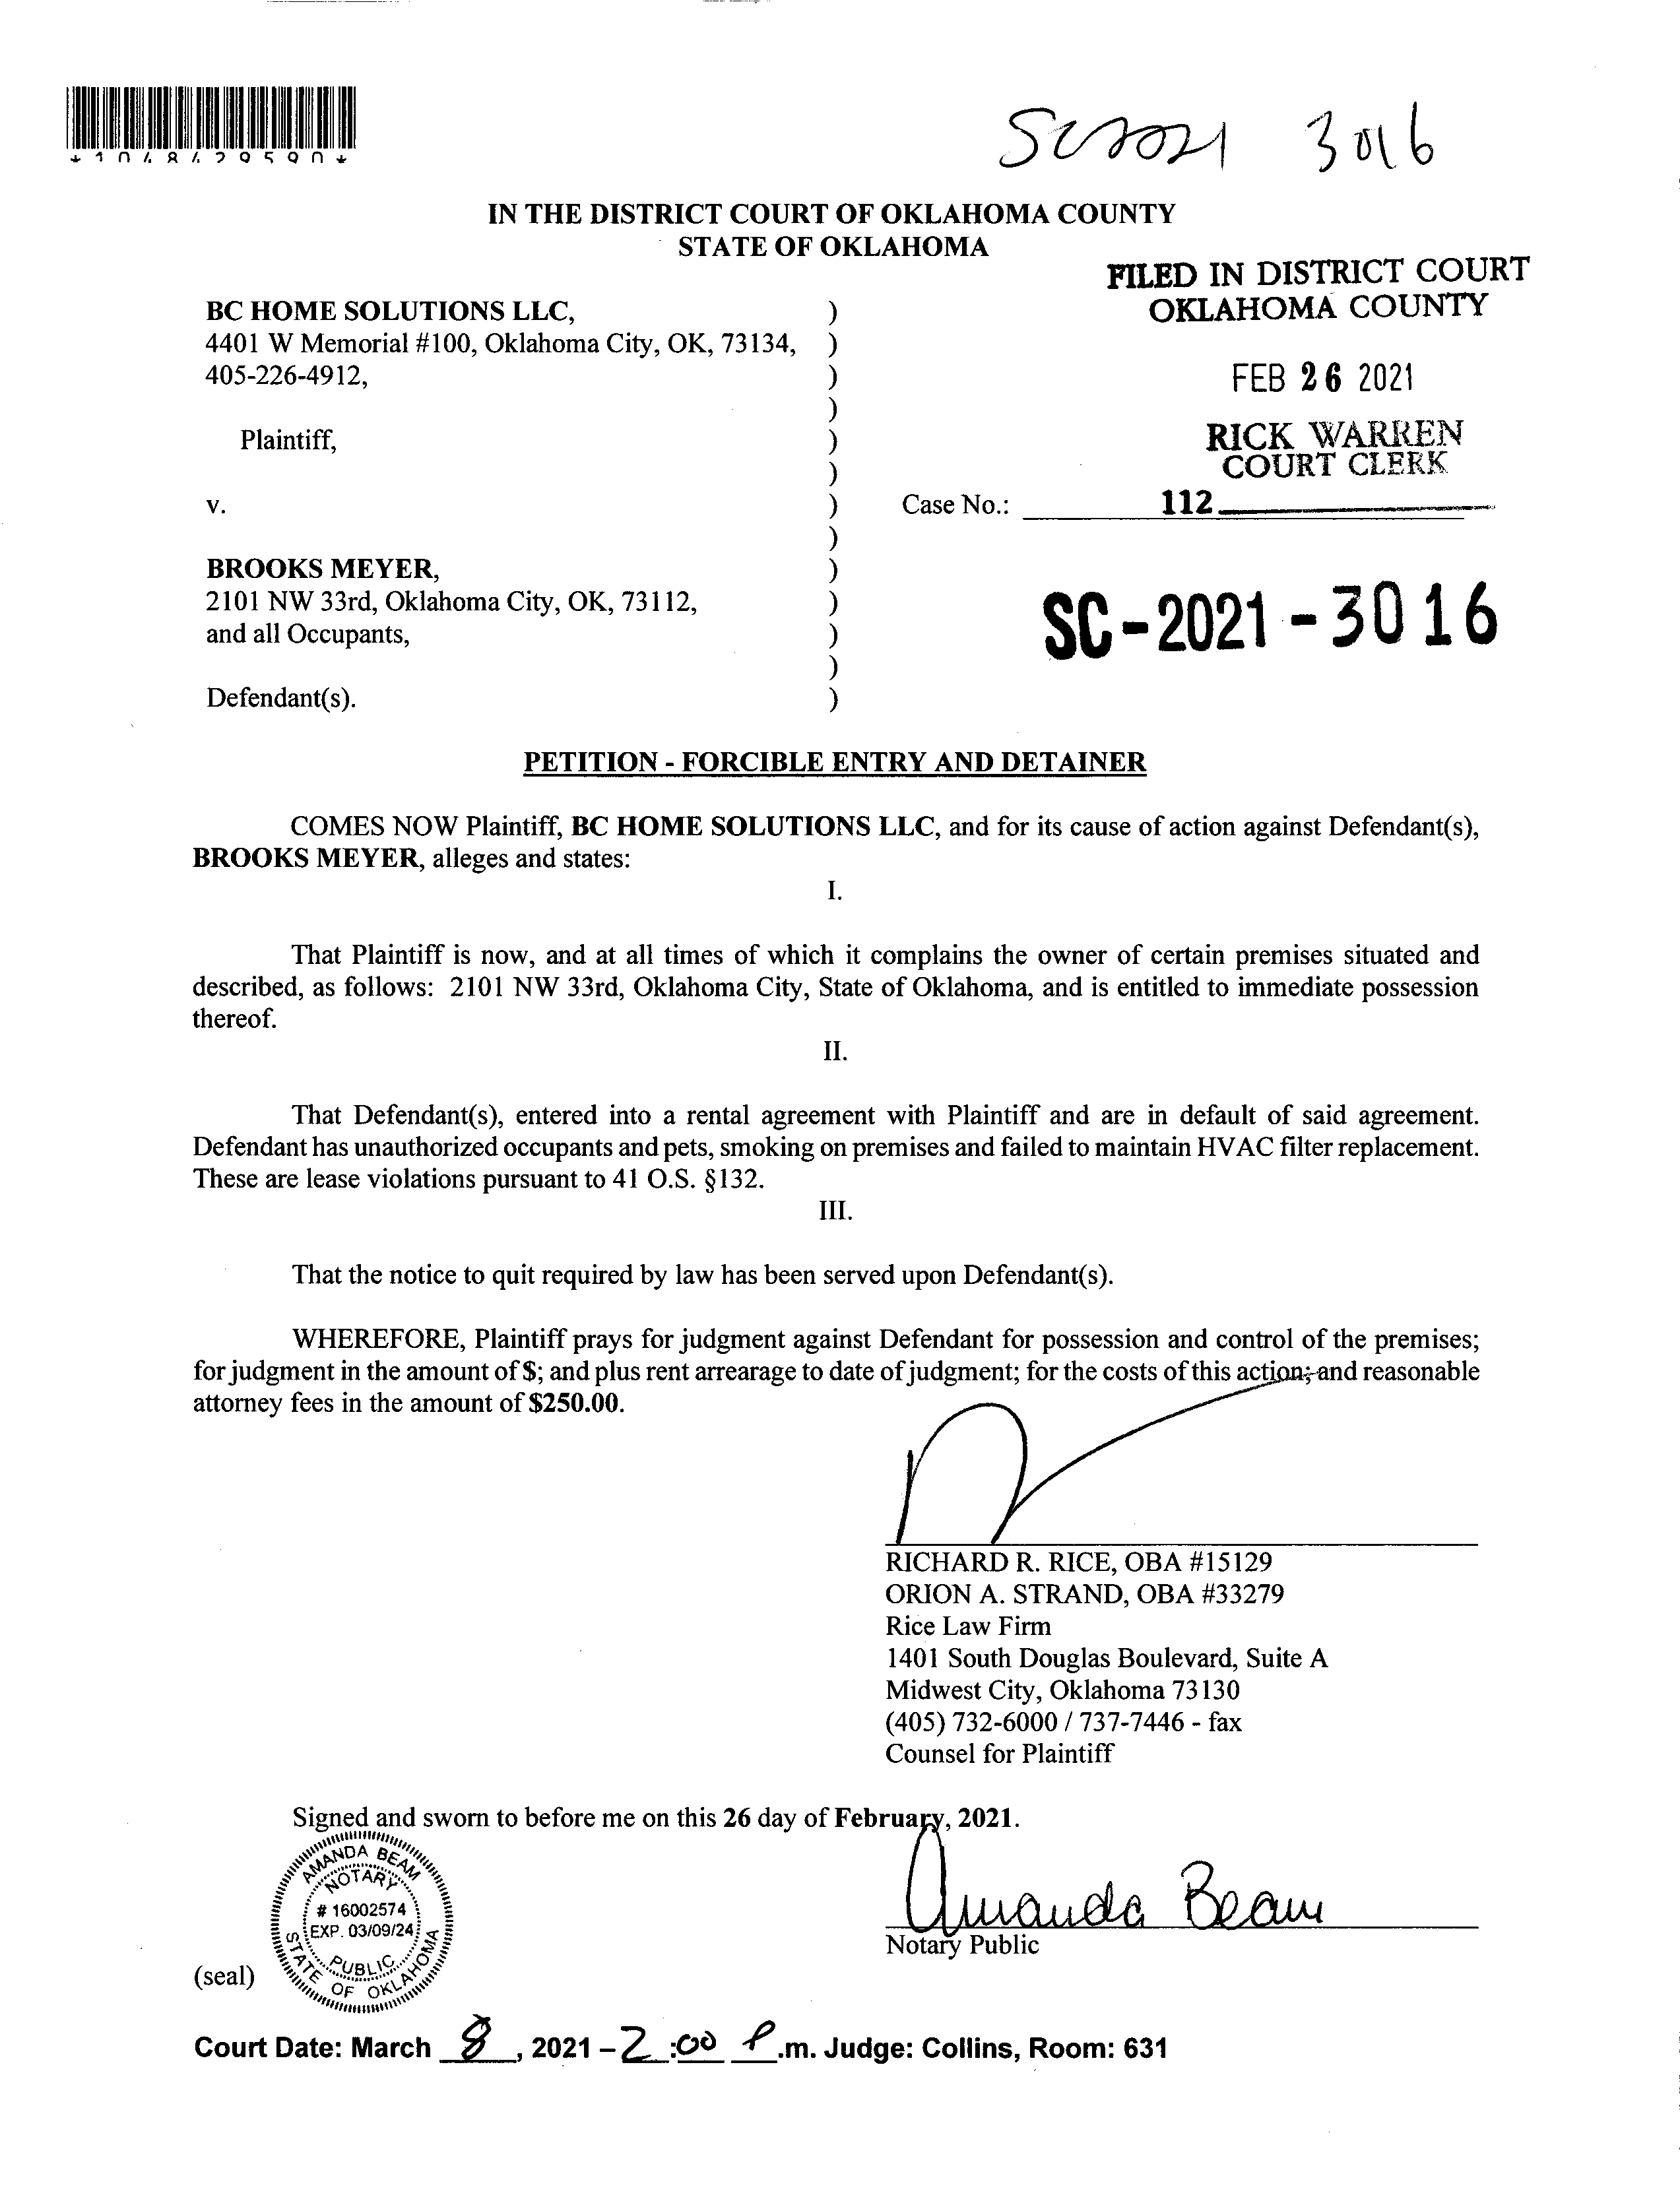 *1048429590*
SC2021 3016
IN THE DISTRICT COURT OF OKLAHOMA COUNTY
STATE OF OKLAHOMA
FILED IN DISTRICT COURT
OKLAHOMA COUNTY
FEB 26 2021
RICK WARREN
COURT CLERK
112
BC HOME SOLUTIONS LLC, )
4401 W Memorial #100, Oklahoma City, OK, 73134, )
405-226-4912, )
)
Plaintiff, )
)
v. ) Case No.:
)
BROOKS MEYER, )
2101 NW 33rd, Oklahoma City, OK, 73112, )
and all Occupants, )
)
Defendant(s). )
SC-2021-3016
PETITION - FORCIBLE ENTRY AND DETAINER
COMES NOW Plaintiff, BC HOME SOLUTIONS LLC, and for its cause of action against Defendant(s),
BROOKS MEYER, alleges and states:
I.
That Plaintiff is now, and at all times of which it complains the owner of certain premises situated and
described, as follows: 2101 NW 33rd, Oklahoma City, State of Oklahoma, and is entitled to immediate possession
thereof.
II.
That Defendant(s), entered into a rental agreement with Plaintiff and are in default of said agreement.
Defendant has unauthorized occupants and pets, smoking on premises and failed to maintain HVAC filter replacement.
These are lease violations pursuant to 41 O.S. §132.
III.
That the notice to quit required by law has been served upon Defendant(s).
WHEREFORE, Plaintiff prays for judgment against Defendant for possession and control of the premises;
for judgment in the amount of $; and plus rent arrearage to date of judgment; for the costs of this action; and reasonable
attorney fees in the amount of $250.00.
RICHARD R. RICE, OBA #15129
ORION A. STRAND, OBA #33279
Rice Law Firm
1401 South Douglas Boulevard, Suite A
Midwest City, Oklahoma 73130
(405) 732-6000 / 737-7446 - fax
Counsel for Plaintiff
Signed and sworn to before me on this 26 day of February, 2021.
AMANDA BEAM
NOTARY
# 16002574
EXP. 03/09/24
PUBLIC
STATE OF OKLAHOMA
Amanda Beam
Notary Public
(seal)
Court Date: March 8, 2021 – 2:00 P.m. Judge: Collins, Room: 631